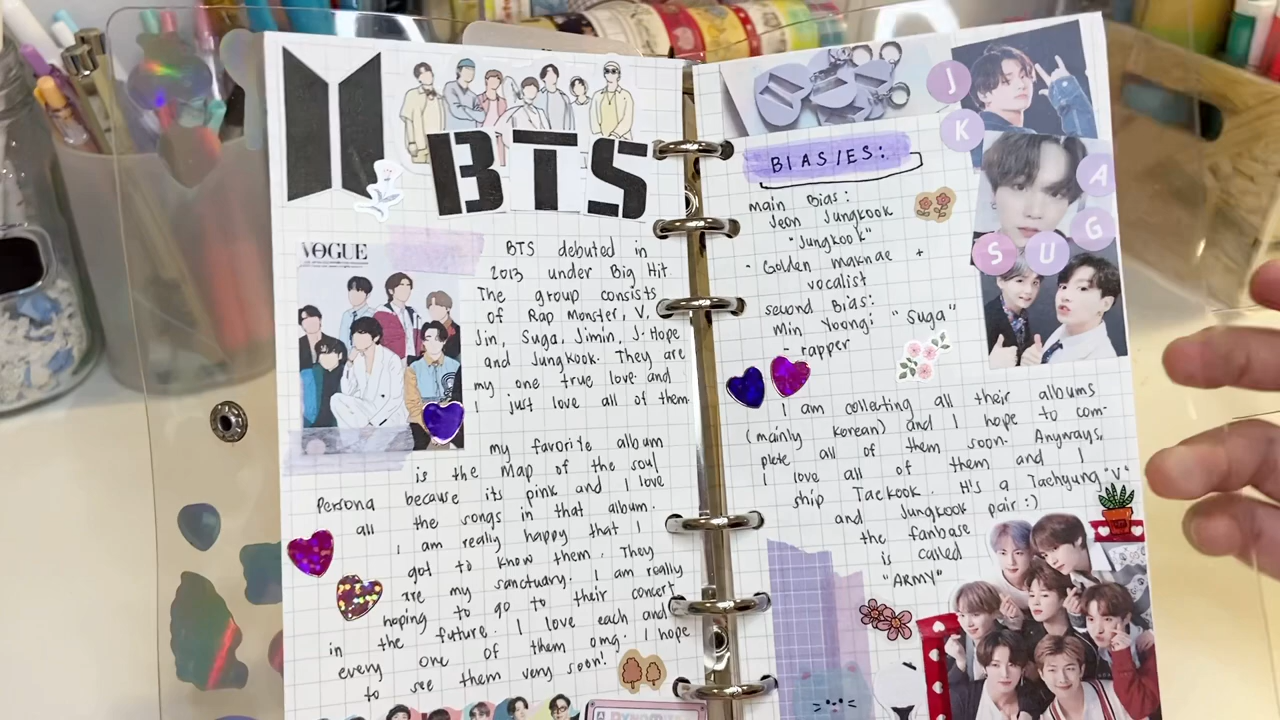 BTS
VOGUE
BTS debuted in
2013 under Big Hit.
The group consists
of Rap Monster, V,
Jin, Suga, Jimin, J-Hope
and Jungkook. They are
my one true love and
I just love all of them.
my favorite album
is the Map of the soul
Persona because its pink and I love
all the songs in that album.
I am really happy that I
got to know them. They
are my sanctuary. I am really
hoping to go to their concert
in the future. I love each and
every one of them omg. I hope
to see them very soon!
JK
BIAS/ES:
SUGA
main Bias:
Jeon Jungkook
"Jungkook"
- Golden maknae +
vocalist
second Bias:
Min Yoongi "Suga"
- rapper
I am collecting all their albums
(mainly korean) and I hope to com-
plete all of them soon. Anyways,
I love all of them and I
ship Taekook. It's a Taehyung "V"
and Jungkook pair :)
the fanbase
is called
"ARMY"